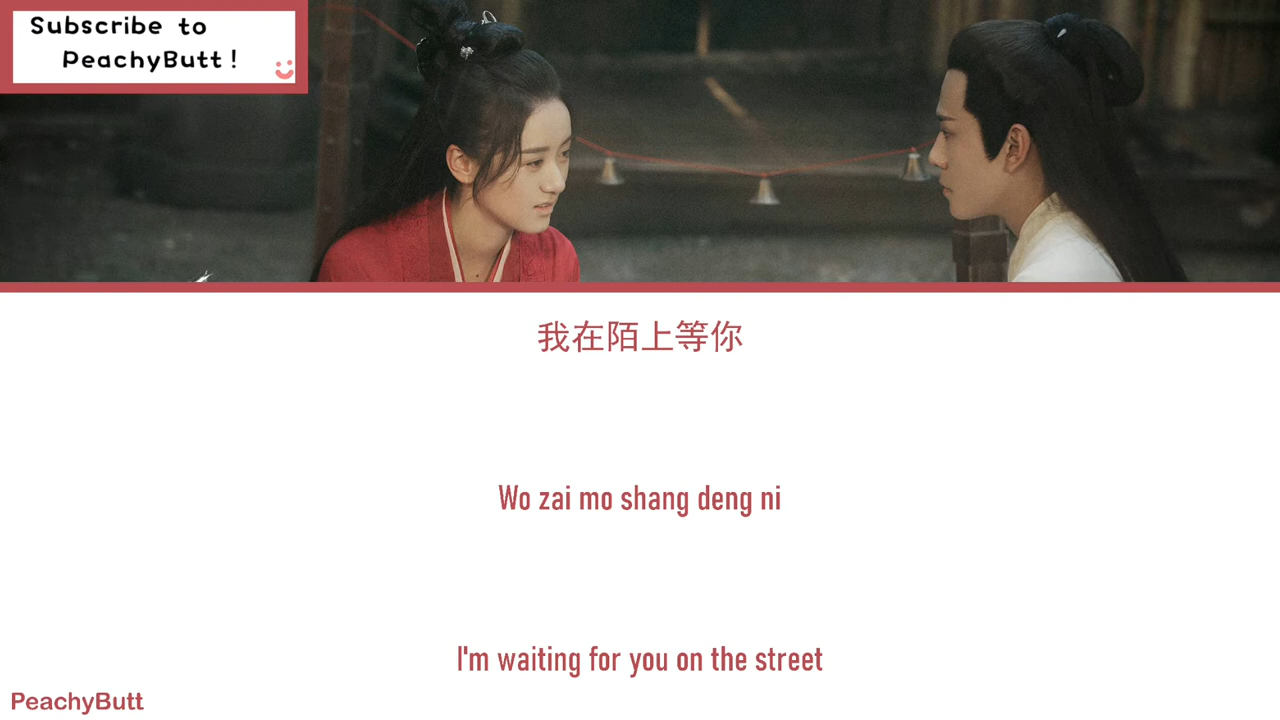 Subscribe to
PeachyButt!
我在陌上等你
Wo zai mo shang deng ni
I'm waiting for you on the street
PeachyButt